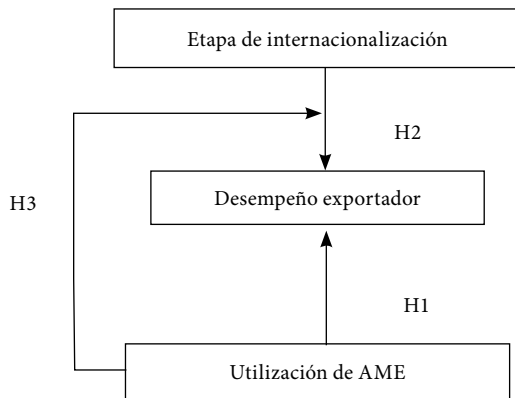 Etapa de internacionalización
H2
Desempeño exportador
H3
H1
Utilización de AME